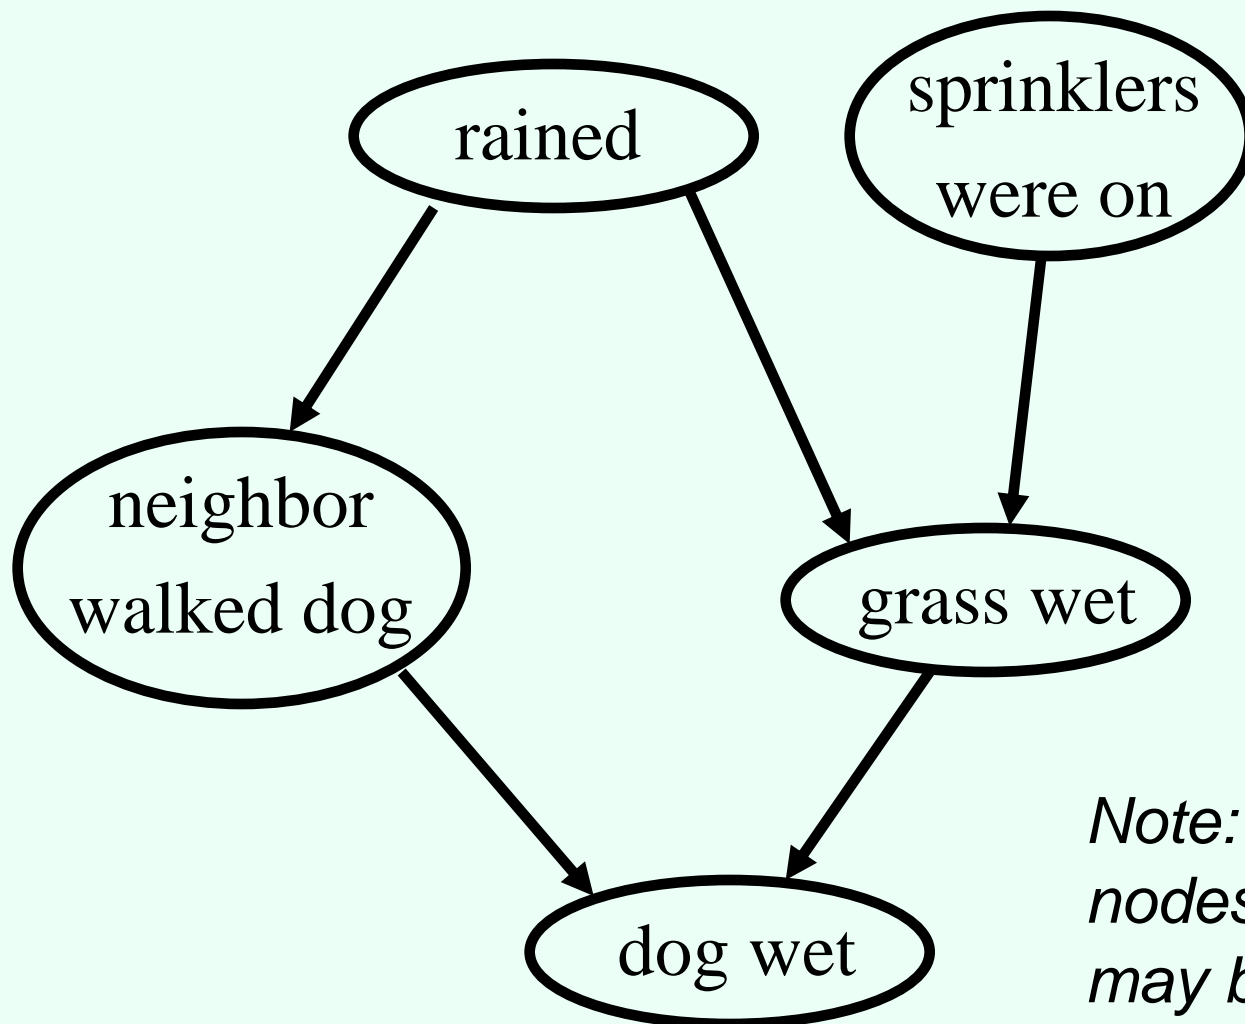 rained
sprinklers
were on
neighbor
walked dog
grass wet
dog wet
Note:
nodes
may b